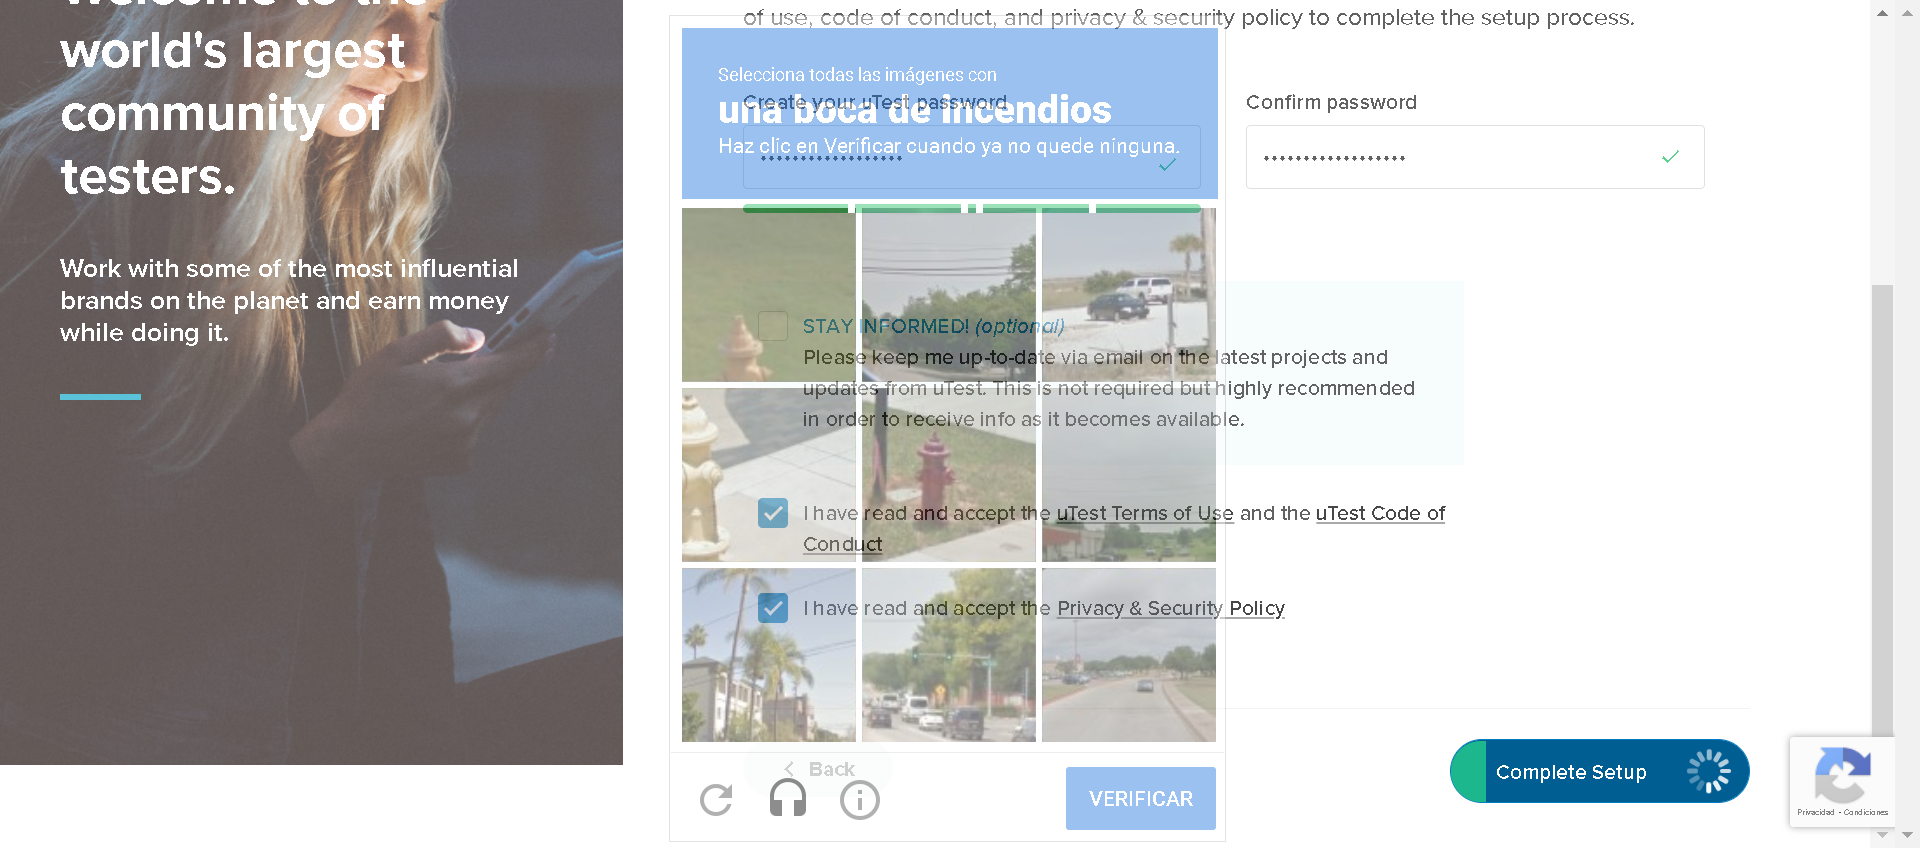 Welcome to the
world's largest
community of
testers.
Work with some of the most influential
brands on the planet and earn money
while doing it.
of use, code of conduct, and privacy & security policy to complete the setup process.
Selecciona todas las imágenes con
una boca de incendios
Haz clic en Verificar cuando ya no quede ninguna.
Create your uTest password
Confirm password
STAY INFORMED! (optional)
Please keep me up-to-date via email on the latest projects and
updates from uTest. This is not required but highly recommended
in order to receive info as it becomes available.
I have read and accept the uTest Terms of Use and the uTest Code of
Conduct
I have read and accept the Privacy & Security Policy
Back
VERIFICAR
Complete Setup
Privacidad - Condiciones